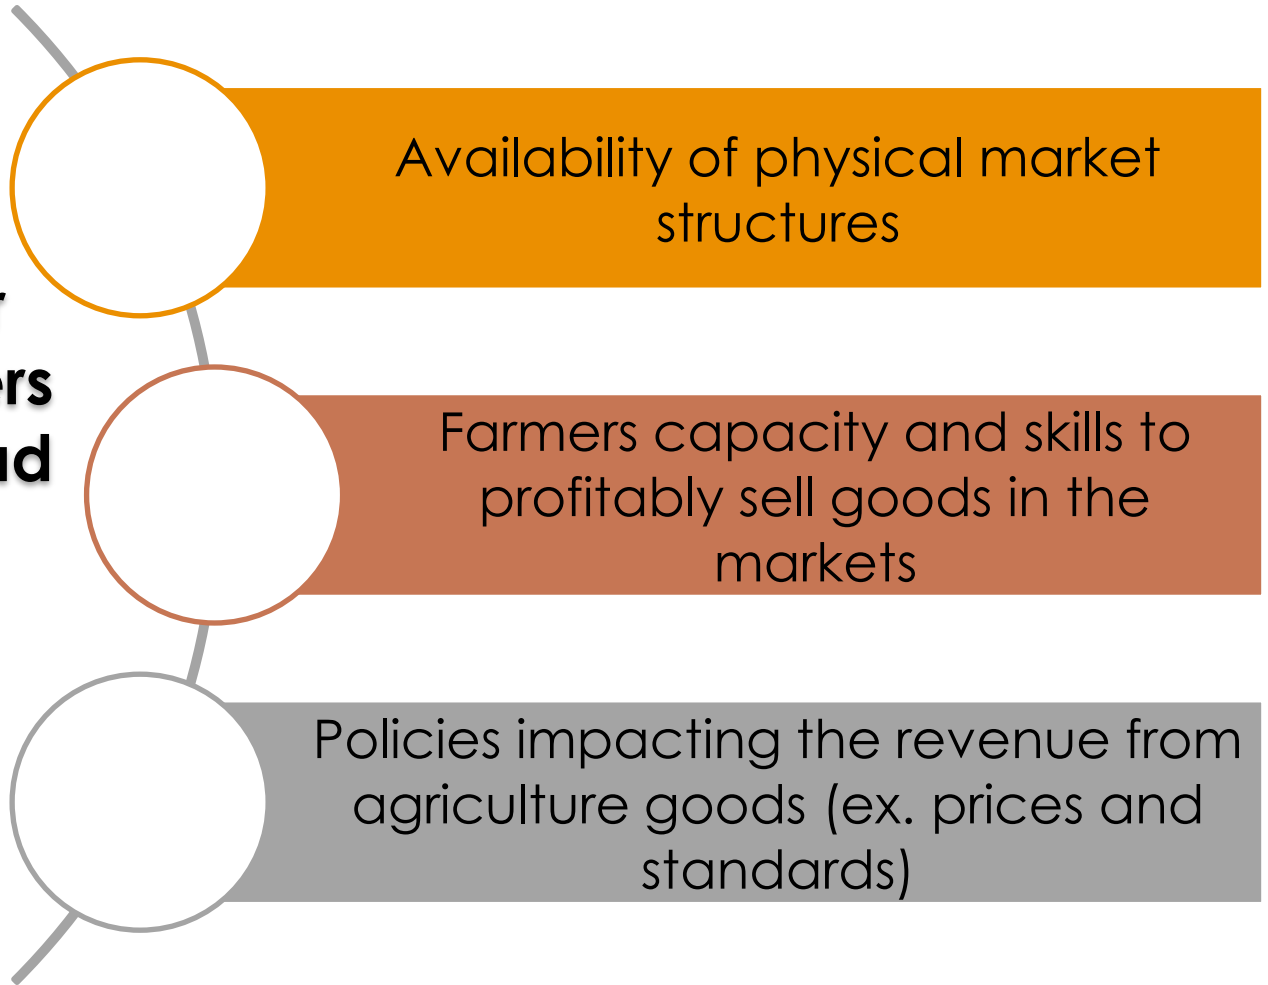 Availability of physical market
structures
Farmers capacity and skills to
profitably sell goods in the
markets
Policies impacting the revenue from
agriculture goods (ex. prices and
standards)